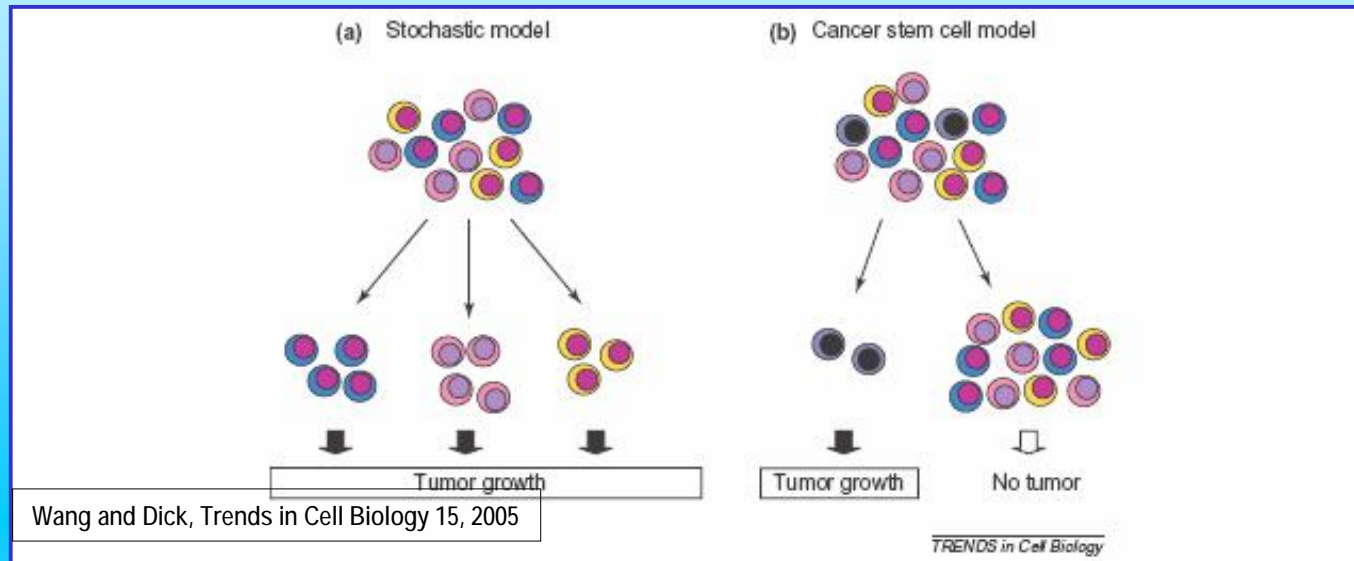 (a) Stochastic model
(b) Cancer stem cell model
Tumor growth
Tumor growth
No tumor
Wang and Dick, Trends in Cell Biology 15, 2005
TRENDS in Cell Biology